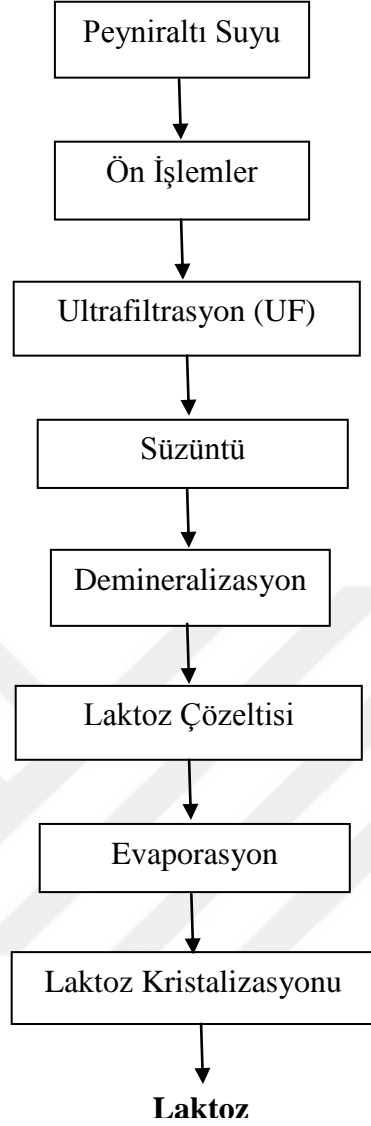 Peyniraltı Suyu
Ön İşlemler
Ultrafiltrasyon (UF)
Süzüntü
Demineralizasyon
Laktoz Çözeltisi
Evaporasyon
Laktoz Kristalizasyonu
Laktoz